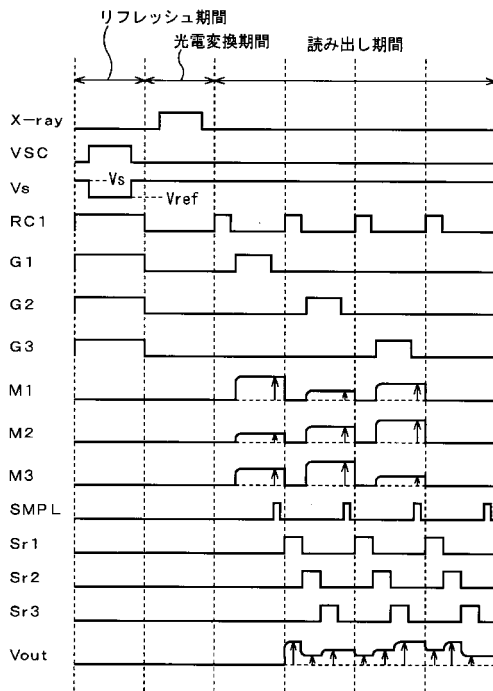 リフレッシュ期間
光電変換期間
読み出し期間
X-ray
VSC
Vs
Vs
Vref
RC1
G1
G2
G3
M1
M2
M3
SMPL
Sr1
Sr2
Sr3
Vout